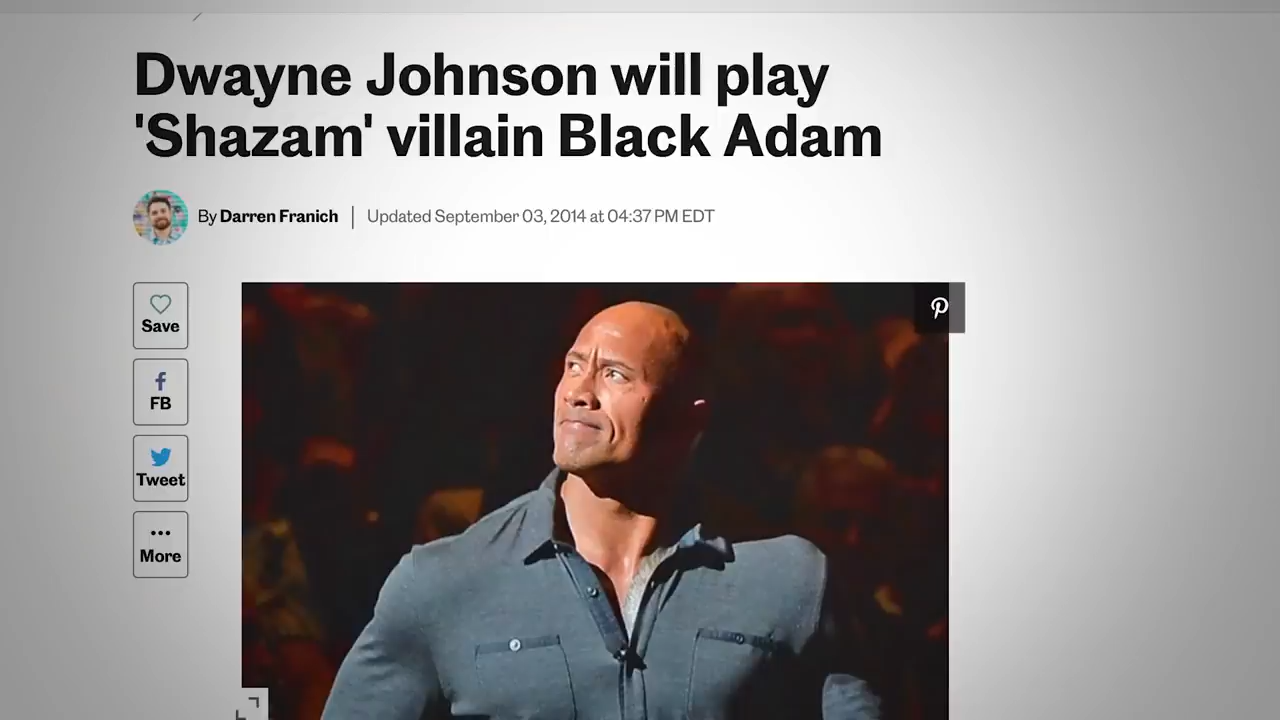 Dwayne Johnson will play
'Shazam' villain Black Adam
By Darren Franich | Updated September 03, 2014 at 04:37 PM EDT
Save
FB
Tweet
More